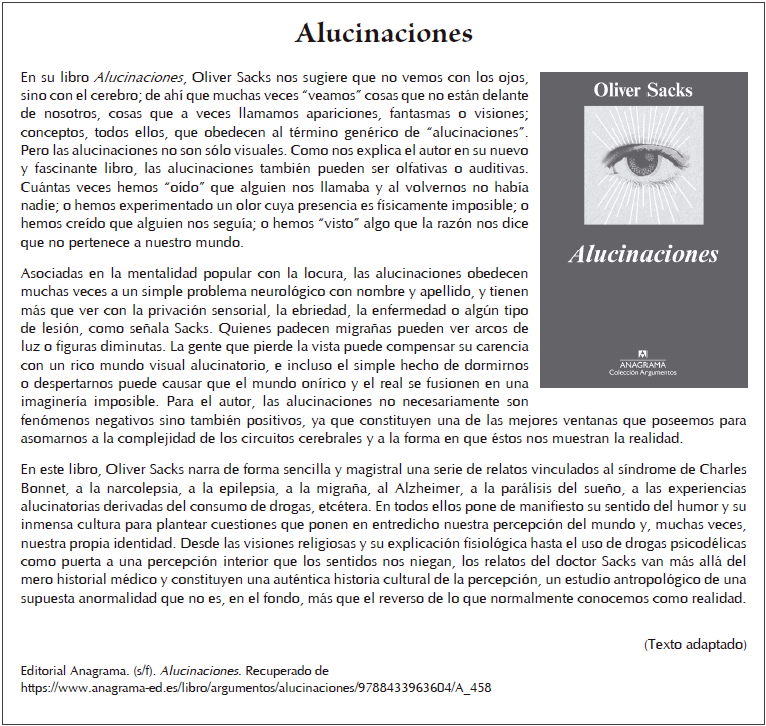 Alucinaciones
En su libro Alucinaciones, Oliver Sacks nos sugiere que no vemos con los ojos,
sino con el cerebro; de ahí que muchas veces “veamos” cosas que no están delante
de nosotros, cosas que a veces llamamos apariciones, fantasmas o visiones;
conceptos, todos ellos, que obedecen al término genérico de “alucinaciones”.
Pero las alucinaciones no son sólo visuales. Como nos explica el autor en su nuevo
y fascinante libro, las alucinaciones también pueden ser olfativas o auditivas.
Cuántas veces hemos “oído” que alguien nos llamaba y al volvernos no había
nadie; o hemos experimentado un olor cuya presencia es físicamente imposible; o
hemos creído que alguien nos seguía; o hemos “visto” algo que la razón nos dice
que no pertenece a nuestro mundo.
Oliver Sacks
Alucinaciones
ANAGRAMA
Colección Argumentos
Asociadas en la mentalidad popular con la locura, las alucinaciones obedecen
muchas veces a un simple problema neurológico con nombre y apellido, y tienen
más que ver con la privación sensorial, la ebriedad, la enfermedad o algún tipo
de lesión, como señala Sacks. Quienes padecen migrañas pueden ver arcos de
luz o figuras diminutas. La gente que pierde la vista puede compensar su carencia
con un rico mundo visual alucinatorio, e incluso el simple hecho de dormirnos
o despertarnos puede causar que el mundo onírico y el real se fusionen en una
imaginería imposible. Para el autor, las alucinaciones no necesariamente son
fenómenos negativos sino también positivos, ya que constituyen una de las mejores ventanas que poseemos para
asomarnos a la complejidad de los circuitos cerebrales y a la forma en que éstos nos muestran la realidad.
En este libro, Oliver Sacks narra de forma sencilla y magistral una serie de relatos vinculados al síndrome de Charles
Bonnet, a la narcolepsia, a la epilepsia, a la migraña, al Alzheimer, a la parálisis del sueño, a las experiencias
alucinatorias derivadas del consumo de drogas, etcétera. En todos ellos pone de manifiesto su sentido del humor y su
inmensa cultura para plantear cuestiones que ponen en entredicho nuestra percepción del mundo y, muchas veces,
nuestra propia identidad. Desde las visiones religiosas y su explicación fisiológica hasta el uso de drogas psicodélicas
como puerta a una percepción interior que los sentidos nos niegan, los relatos del doctor Sacks van más allá del
mero historial médico y constituyen una auténtica historia cultural de la percepción, un estudio antropológico de una
supuesta anormalidad que no es, en el fondo, más que el reverso de lo que normalmente conocemos como realidad.
(Texto adaptado)
Editorial Anagrama. (s/f). Alucinaciones. Recuperado de
https://www.anagrama-ed.es/libro/argumentos/alucinaciones/9788433963604/A_458